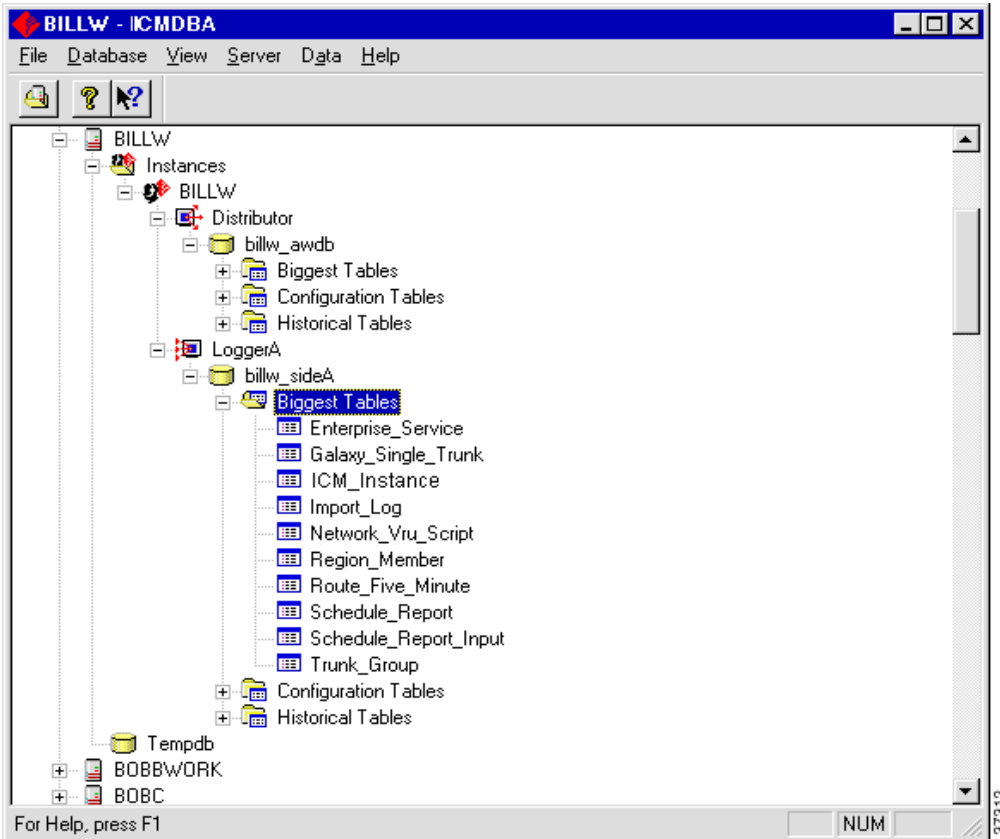 BILLW - ICMDBA
File Database View Server Data Help
BILLW
Instances
BILLW
Distributor
billw_awdb
Biggest Tables
Configuration Tables
Historical Tables
LoggerA
billw_sideA
Biggest Tables
Enterprise_Service
Galaxy_Single_Trunk
ICM_Instance
Import_Log
Network_Vru_Script
Region_Member
Route_Five_Minute
Schedule_Report
Schedule_Report_Input
Trunk_Group
Configuration Tables
Historical Tables
Tempdb
BOBBWORK
BOBC
For Help, press F1 NUM